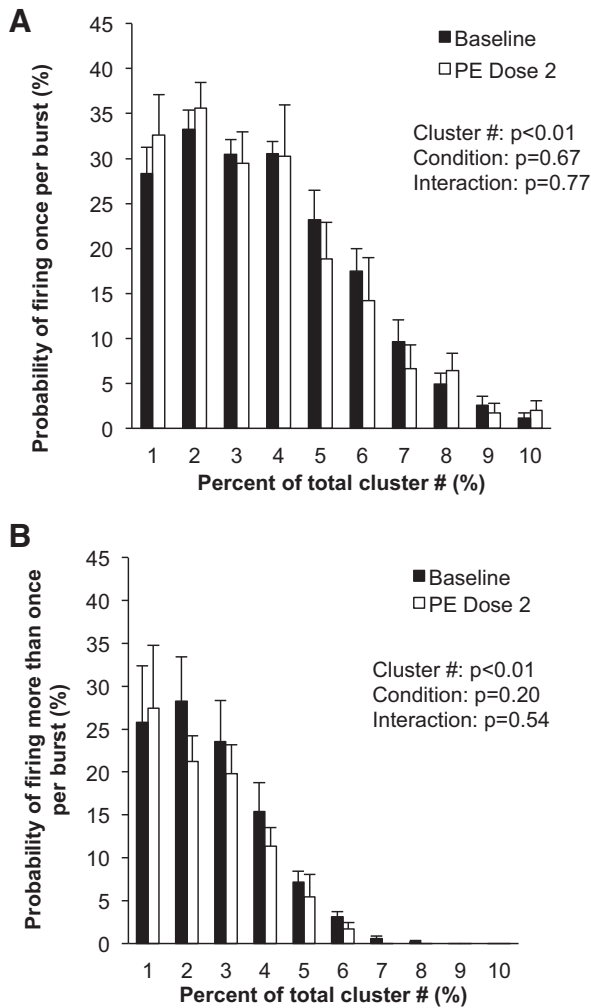 A
Probability of firing once per burst (%)
45
40
35
30
25
20
15
10
5
0
Baseline
PE Dose 2
Cluster #: p<0.01
Condition: p=0.67
Interaction: p=0.77
1 2 3 4 5 6 7 8 9 10
Percent of total cluster # (%)
B
Probability of firing more than once
per burst (%)
45
40
35
30
25
20
15
10
5
0
Baseline
PE Dose 2
Cluster #: p<0.01
Condition: p=0.20
Interaction: p=0.54
1 2 3 4 5 6 7 8 9 10
Percent of total cluster # (%)